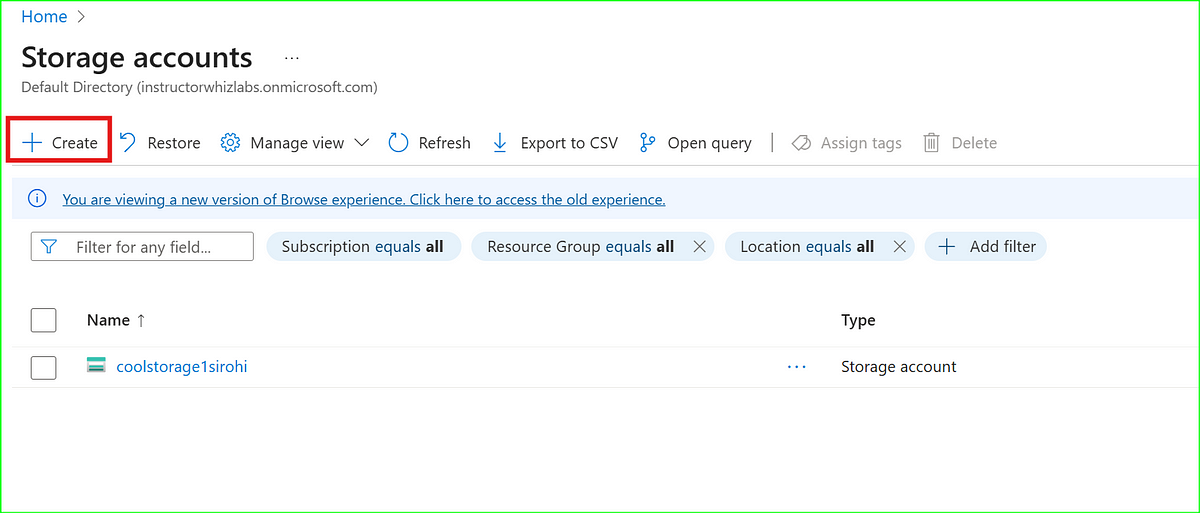 Home
Storage accounts ...
Default Directory (instructorwhizlabs.onmicrosoft.com)
Create Restore Manage view Refresh Export to CSV Open query Assign tags Delete
You are viewing a new version of Browse experience. Click here to access the old experience.
Filter for any field... Subscription equals all Resource Group equals all Location equals all Add filter
Name ↑ Type
coolstorage1sirohi ... Storage account